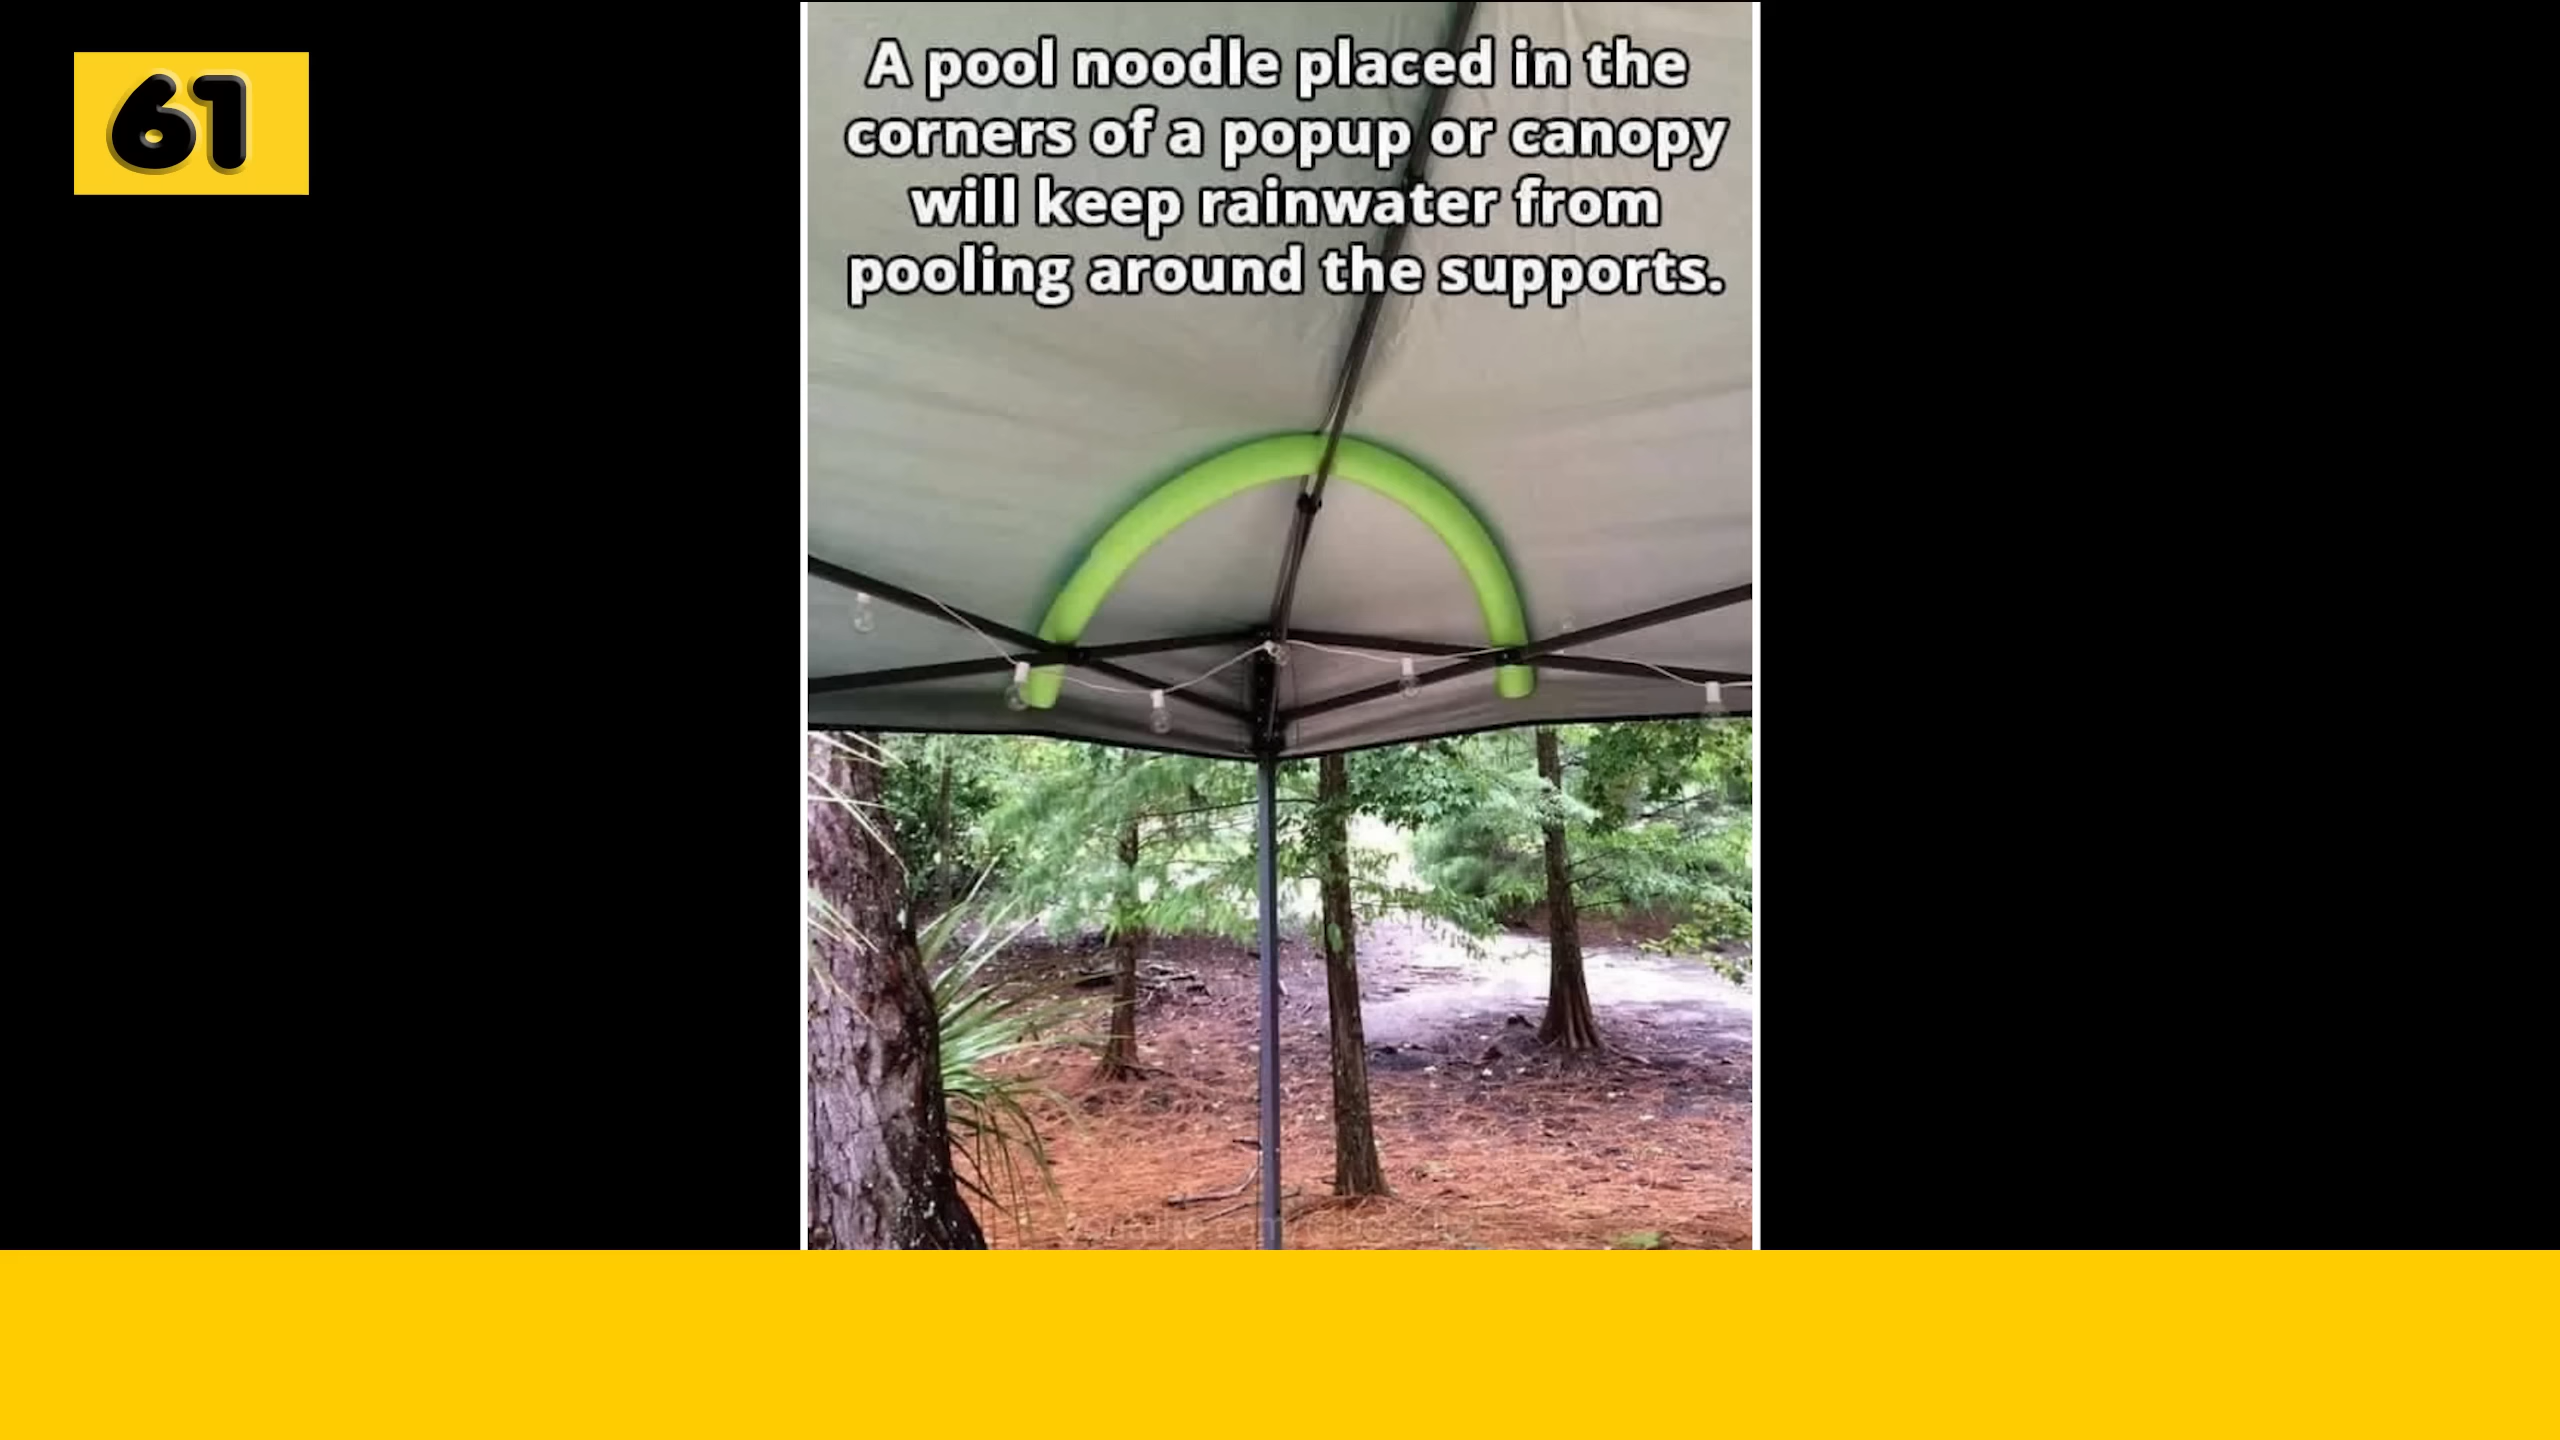 61
A pool noodle placed in the
corners of a popup or canopy
will keep rainwater from
pooling around the supports.